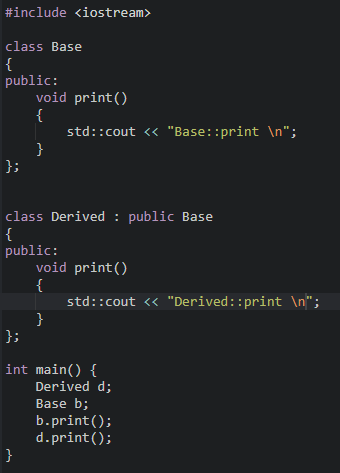 #include <iostream>

class Base
{
public:
    void print()
    {
        std::cout << "Base::print \n";
    }
};


class Derived : public Base
{
public:
    void print()
    {
        std::cout << "Derived::print \n";
    }
};

int main() {
    Derived d;
    Base b;
    b.print();
    d.print();
}